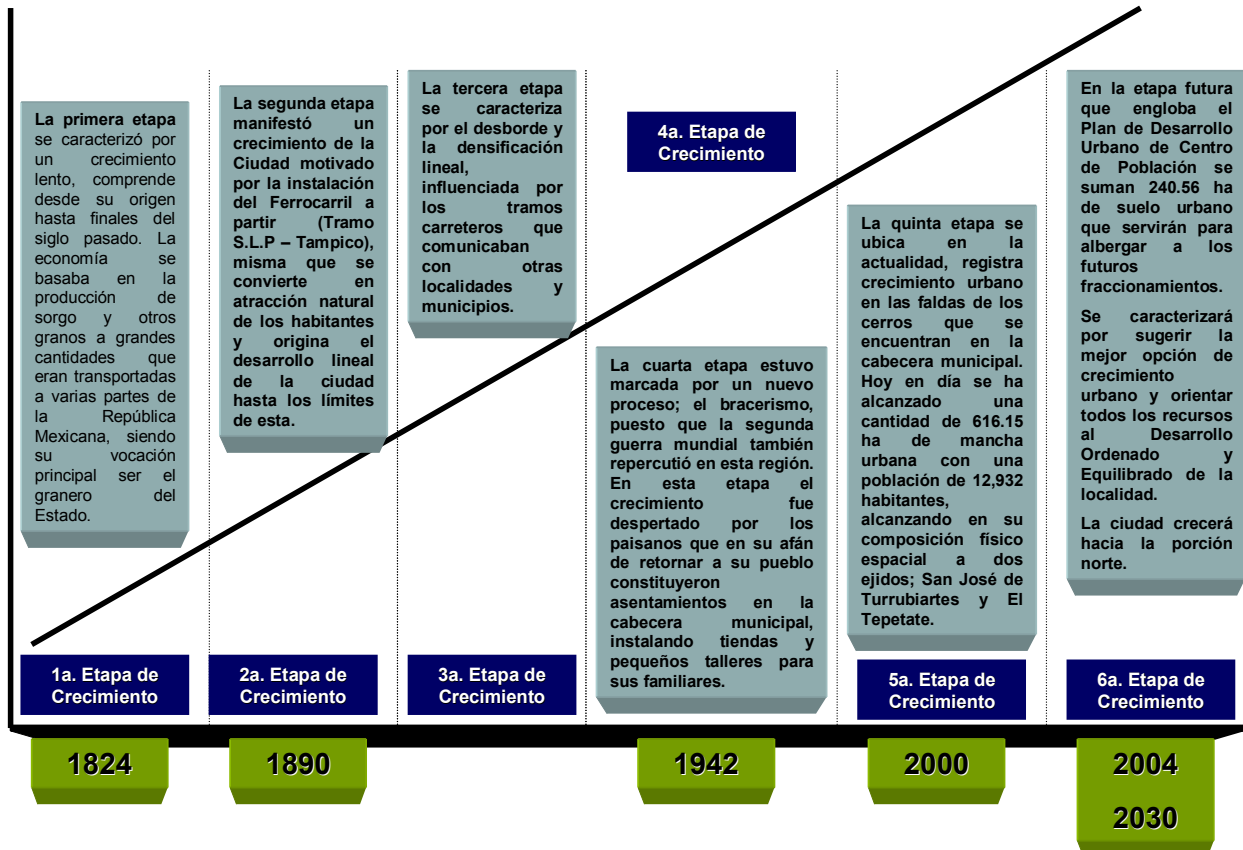 La primera etapa
se caracterizó por
un crecimiento
lento, comprende
desde su origen
hasta finales del
siglo pasado. La
economía se
basaba en la
producción de
sorgo y otros
granos a grandes
cantidades que
eran transportadas
a varias partes de
la República
Mexicana, siendo
su vocación
principal ser el
granero del
Estado.
1a. Etapa de
Crecimiento
1824
La segunda etapa
manifestó un
crecimiento de la
Ciudad motivado
por la instalación
del Ferrocarril a
partir (Tramo
S.L.P – Tampico),
misma que se
convierte en
atracción natural
de los habitantes
y origina el
desarrollo lineal
de la ciudad
hasta los límites
de esta.
2a. Etapa de
Crecimiento
1890
La tercera etapa
se caracteriza
por el desborde y
la densificación
lineal,
influenciada por
los tramos
carreteros que
comunicaban
con otras
localidades y
municipios.
3a. Etapa de
Crecimiento
4a. Etapa de
Crecimiento
La cuarta etapa estuvo
marcada por un nuevo
proceso; el bracerismo,
puesto que la segunda
guerra mundial también
repercutió en esta región.
En esta etapa el
crecimiento fue
despertado por los
paisanos que en su afán
de retornar a su pueblo
constituyeron
asentamientos en la
cabecera municipal,
instalando tiendas y
pequeños talleres para
sus familiares.
1942
La quinta etapa se
ubica en la
actualidad, registra
crecimiento urbano
en las faldas de los
cerros que se
encuentran en la
cabecera municipal.
Hoy en día se ha
alcanzado una
cantidad de 616.15
ha de mancha
urbana con una
población de 12,932
habitantes,
alcanzando en su
composición físico
espacial a dos
ejidos; San José de
Turrubiartes y El
Tepetate.
5a. Etapa de
Crecimiento
2000
En la etapa futura
que engloba el
Plan de Desarrollo
Urbano de Centro
de Población se
suman 240.56 ha
de suelo urbano
que servirán para
albergar a los
futuros
fraccionamientos.
Se caracterizará
por sugerir la
mejor opción de
crecimiento
urbano y orientar
todos los recursos
al Desarrollo
Ordenado y
Equilibrado de la
localidad.
La ciudad crecerá
hacia la porción
norte.
6a. Etapa de
Crecimiento
2004
2030